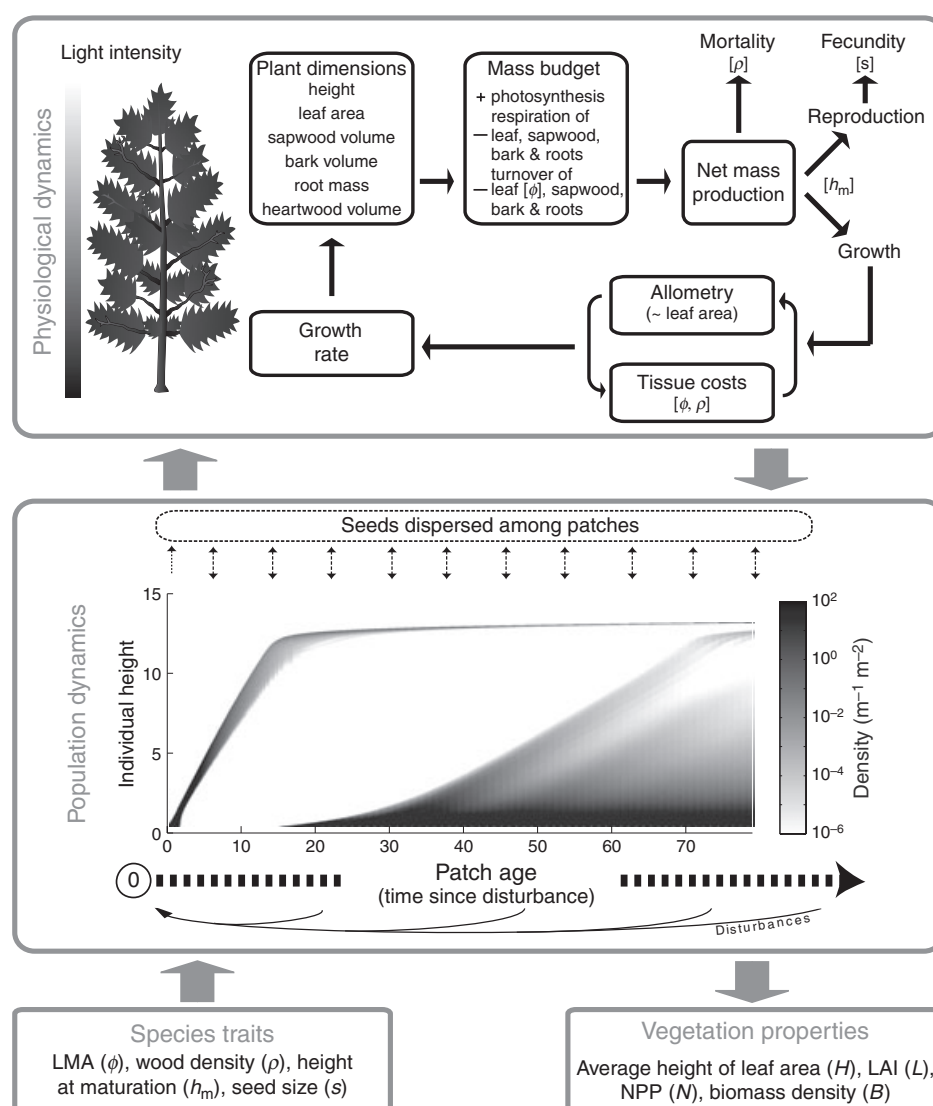 Physiological dynamics
Light intensity
Plant dimensions
height
leaf area
sapwood volume
bark volume
root mass
heartwood volume
Mass budget
+ photosynthesis
respiration of
— leaf, sapwood,
bark & roots
turnover of
— leaf [ϕ], sapwood,
bark & roots
Net mass
production
Mortality
[ρ]
Fecundity
[s]
Reproduction
[hm]
Growth
Allometry
(~ leaf area)
Tissue costs
[ϕ, ρ]
Growth
rate
Population dynamics
Seeds dispersed among patches
Individual height
15
10
5
0
0 10 20 30 40 50 60 70
Density (m⁻¹ m⁻²)
10²
10⁰
10⁻²
10⁻⁴
10⁻⁶
0
Patch age
(time since disturbance)
Disturbances
Species traits
LMA (ϕ), wood density (ρ), height
at maturation (hm), seed size (s)
Vegetation properties
Average height of leaf area (H), LAI (L),
NPP (N), biomass density (B)